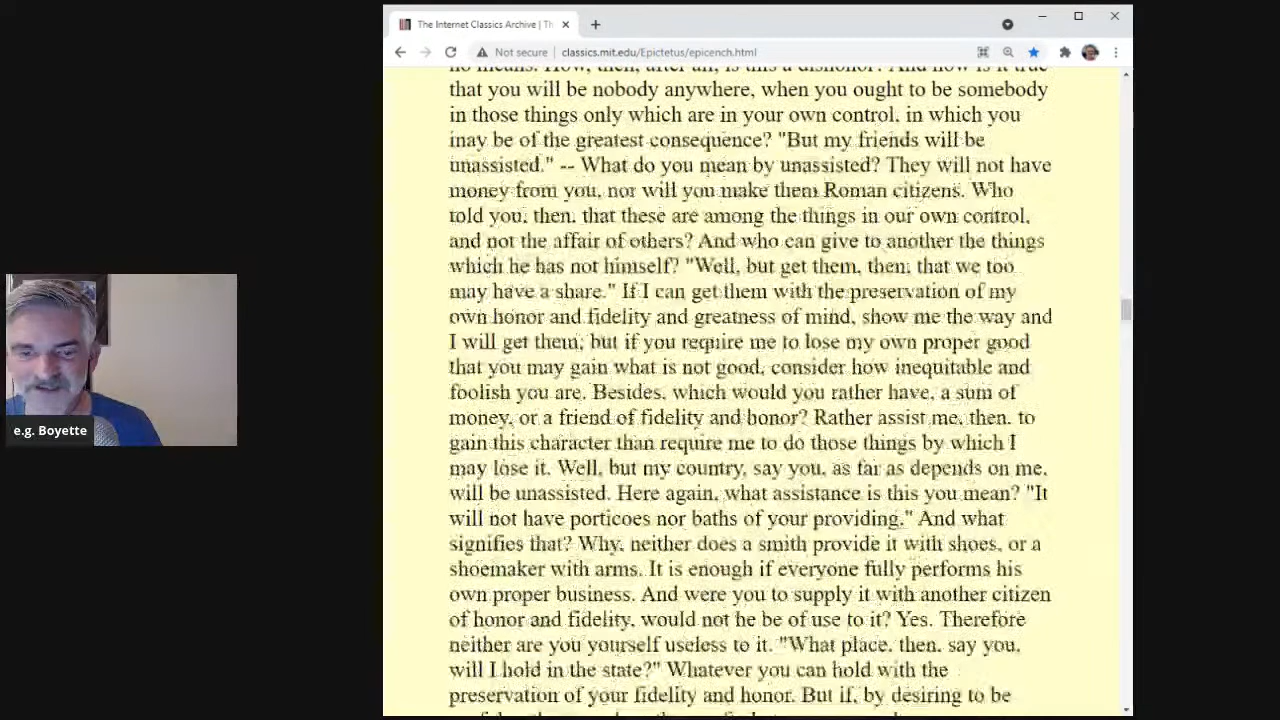 The Internet Classics Archive | Th
Not secure
classics.mit.edu/Epictetus/epicench.html
no means. How, then, after all, is this a dishonor? And how is it true
that you will be nobody anywhere, when you ought to be somebody
in those things only which are in your own control, in which you
may be of the greatest consequence? "But my friends will be
unassisted." -- What do you mean by unassisted? They will not have
money from you, nor will you make them Roman citizens. Who
told you, then, that these are among the things in our own control,
and not the affair of others? And who can give to another the things
which he has not himself? "Well, but get them, then, that we too
may have a share." If I can get them with the preservation of my
own honor and fidelity and greatness of mind, show me the way and
I will get them; but if you require me to lose my own proper good
that you may gain what is not good, consider how inequitable and
foolish you are. Besides, which would you rather have, a sum of
money, or a friend of fidelity and honor? Rather assist me, then, to
gain this character than require me to do those things by which I
may lose it. Well, but my country, say you, as far as depends on me,
will be unassisted. Here again, what assistance is this you mean? "It
will not have porticoes nor baths of your providing." And what
signifies that? Why, neither does a smith provide it with shoes, or a
shoemaker with arms. It is enough if everyone fully performs his
own proper business. And were you to supply it with another citizen
of honor and fidelity, would not he be of use to it? Yes. Therefore
neither are you yourself useless to it. "What place, then, say you,
will I hold in the state?" Whatever you can hold with the
preservation of your fidelity and honor. But if, by desiring to be
e.g. Boyette